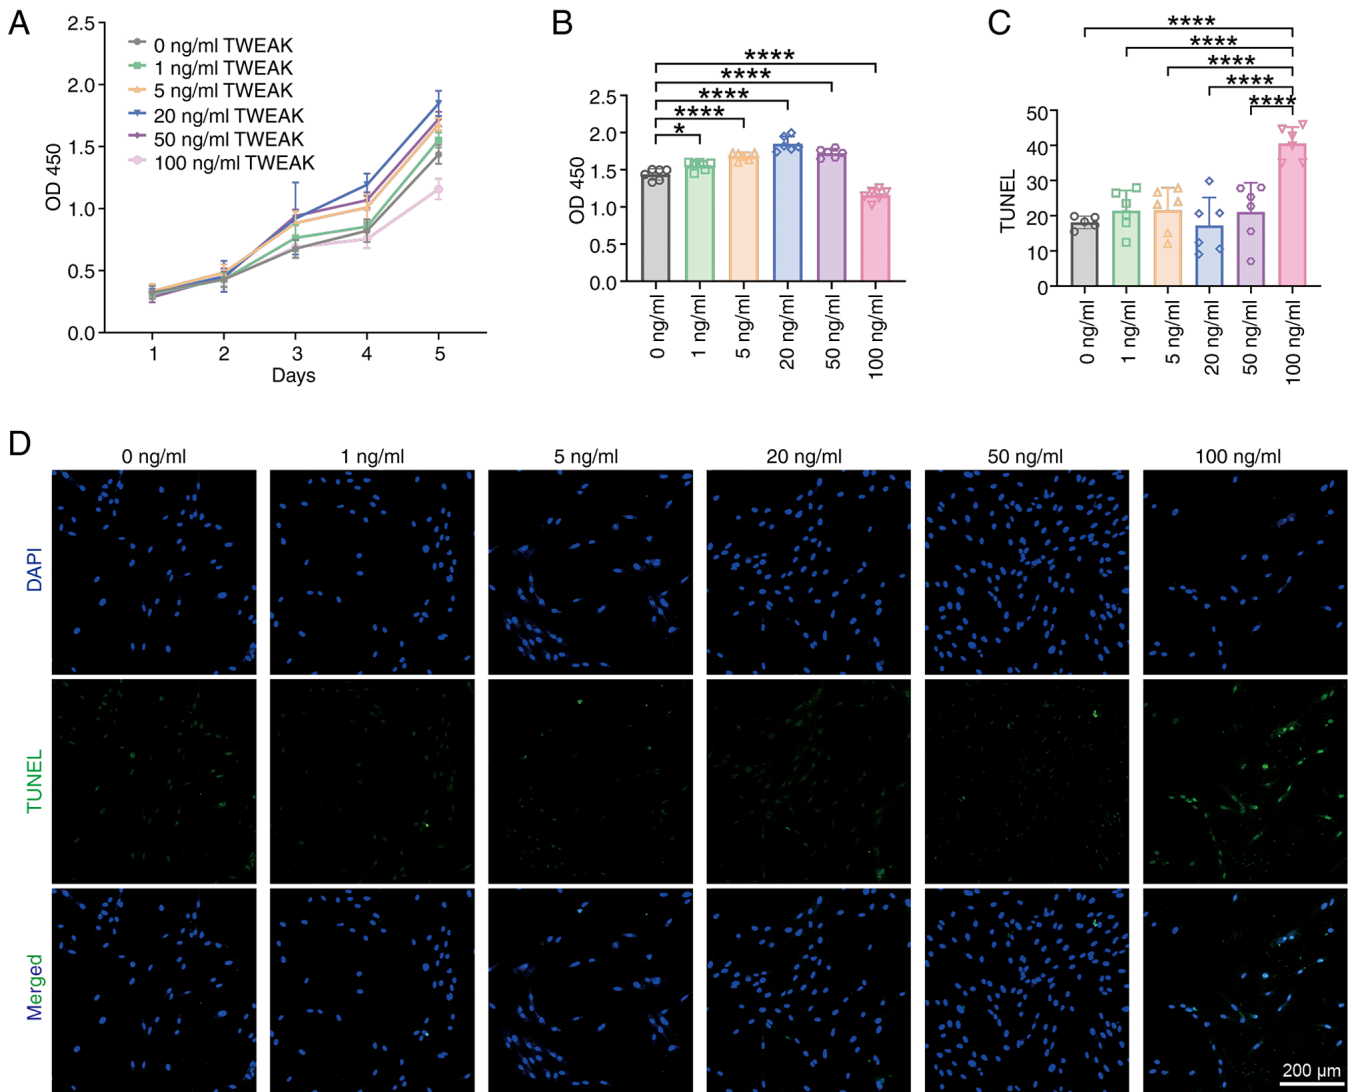 A
OD 450
2.5
2.0
1.5
1.0
0.5
0.0
0 ng/ml TWEAK
1 ng/ml TWEAK
5 ng/ml TWEAK
20 ng/ml TWEAK
50 ng/ml TWEAK
100 ng/ml TWEAK
1 2 3 4 5
Days
B
****
****
****
****
*
OD 450
2.5
2.0
1.5
1.0
0.5
0.0
0 ng/ml
1 ng/ml
5 ng/ml
20 ng/ml
50 ng/ml
100 ng/ml
C
****
****
****
****
****
TUNEL
50
40
30
20
10
0
0 ng/ml
1 ng/ml
5 ng/ml
20 ng/ml
50 ng/ml
100 ng/ml
D
0 ng/ml 1 ng/ml 5 ng/ml 20 ng/ml 50 ng/ml 100 ng/ml
DAPI
TUNEL
Merged
200 μm